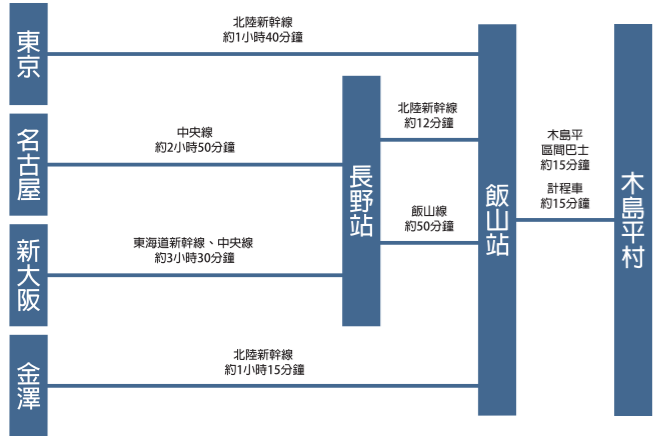 東京
北陸新幹線
約1小時40分鐘
名古屋
中央線
約2小時50分鐘
新大阪
東海道新幹線、中央線
約3小時30分鐘
金澤
北陸新幹線
約1小時15分鐘
長野站
北陸新幹線
約12分鐘
飯山線
約50分鐘
飯山站
木島平
區間巴士
約15分鐘
計程車
約15分鐘
木島平村